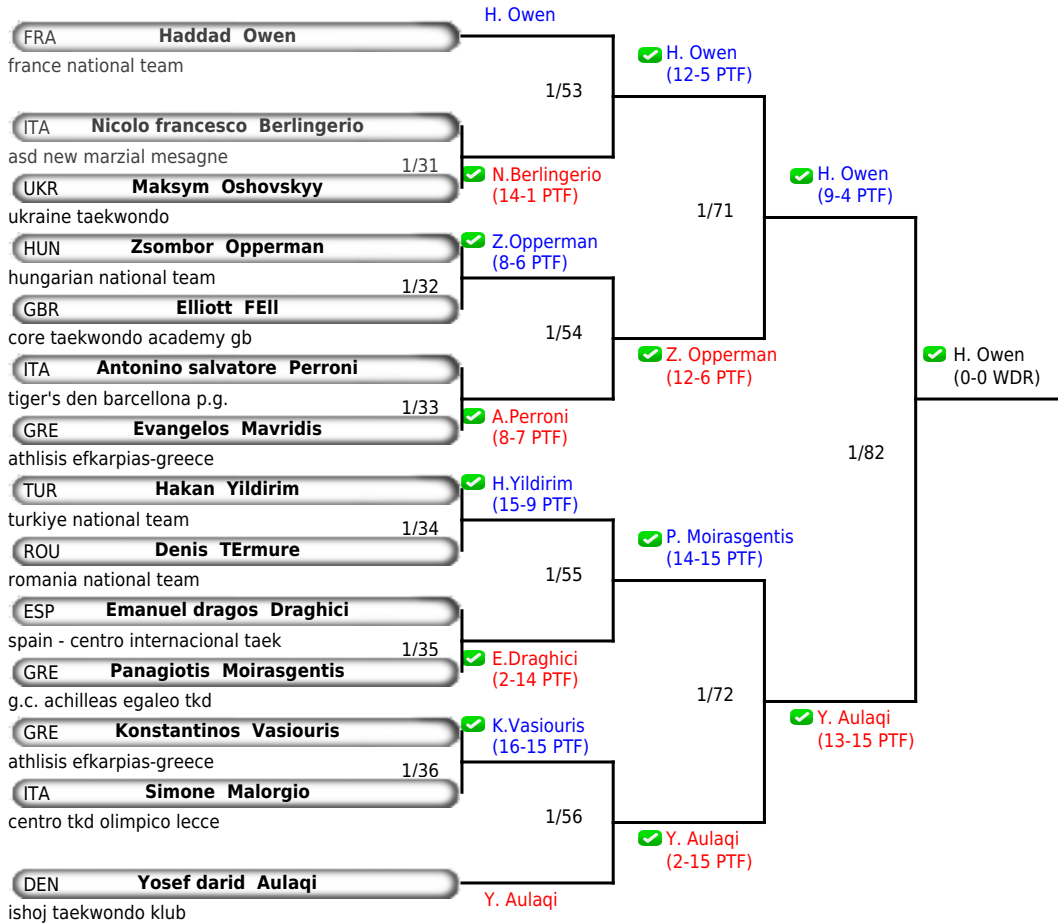 H. Owen
FRA Haddad Owen
france national team
H. Owen
(12-5 PTF)
1/53
ITA Nicolo francesco Berlingerio
asd new marzial mesagne
1/31
N.Berlingerio
(14-1 PTF)
UKR Maksym Oshovskyy
ukraine taekwondo
H. Owen
(9-4 PTF)
1/71
HUN Zsombor Opperman
hungarian national team
Z.Opperman
(8-6 PTF)
1/32
GBR Elliott FEll
core taekwondo academy gb
1/54
Z. Opperman
(12-6 PTF)
H. Owen
(0-0 WDR)
ITA Antonino salvatore Perroni
tiger's den barcellona p.g.
1/33
A.Perroni
(8-7 PTF)
GRE Evangelos Mavridis
athlisis efkarpias-greece
1/82
TUR Hakan Yildirim
turkiye national team
H.Yildirim
(15-9 PTF)
1/34
ROU Denis TErmure
romania national team
P. Moirasgentis
(14-15 PTF)
1/55
ESP Emanuel dragos Draghici
spain - centro internacional taek
1/35
E.Draghici
(2-14 PTF)
GRE Panagiotis Moirasgentis
g.c. achilleas egaleo tkd
1/72
Y. Aulaqi
(13-15 PTF)
GRE Konstantinos Vasiouris
athlisis efkarpias-greece
K.Vasiouris
(16-15 PTF)
1/36
ITA Simone Malorgio
centro tkd olimpico lecce
1/56
Y. Aulaqi
(2-15 PTF)
DEN Yosef darid Aulaqi
ishoj taekwondo klub
Y. Aulaqi